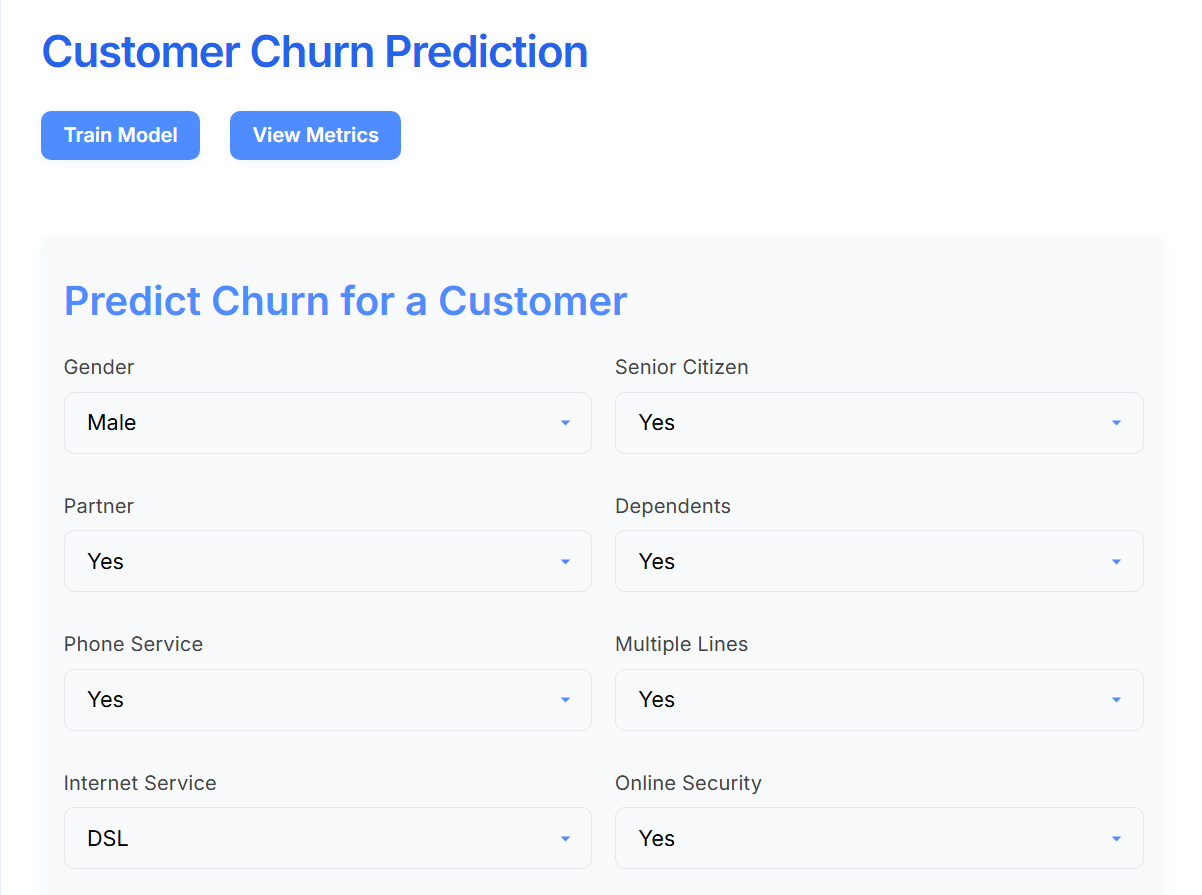 Customer Churn Prediction
Train Model View Metrics
Predict Churn for a Customer
Gender Senior Citizen
Male Yes
Partner Dependents
Yes Yes
Phone Service Multiple Lines
Yes Yes
Internet Service Online Security
DSL Yes